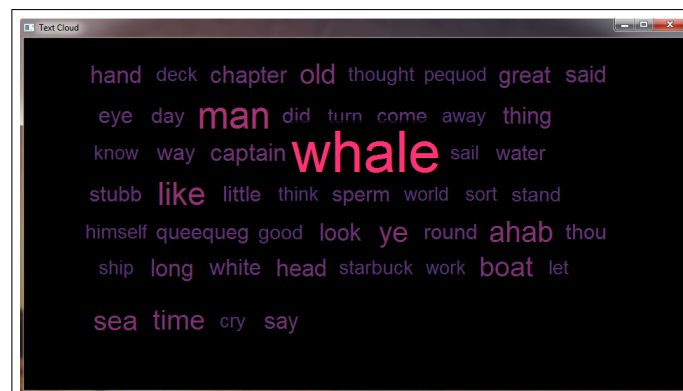 Text Cloud
hand deck chapter old thought pequod great said
eye day man did turn come away thing
know way captain whale sail water
stubb like little think sperm world sort stand
himself queequeg good look ye round ahab thou
ship long white head starbuck work boat let
sea time cry say